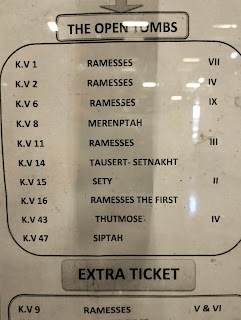 THE OPEN TOMBS
K.V 1 RAMESSES VII
K.V 2 RAMESSES IV
K.V 6 RAMESSES IX
K.V 8 MERENPTAH
K.V 11 RAMESSES III
K.V 14 TAUSERT- SETNAKHT
K.V 15 SETY II
K.V 16 RAMESSES THE FIRST
K.V 43 THUTMOSE IV
K.V 47 SIPTAH
EXTRA TICKET
K.V 9 RAMESSES V & VI